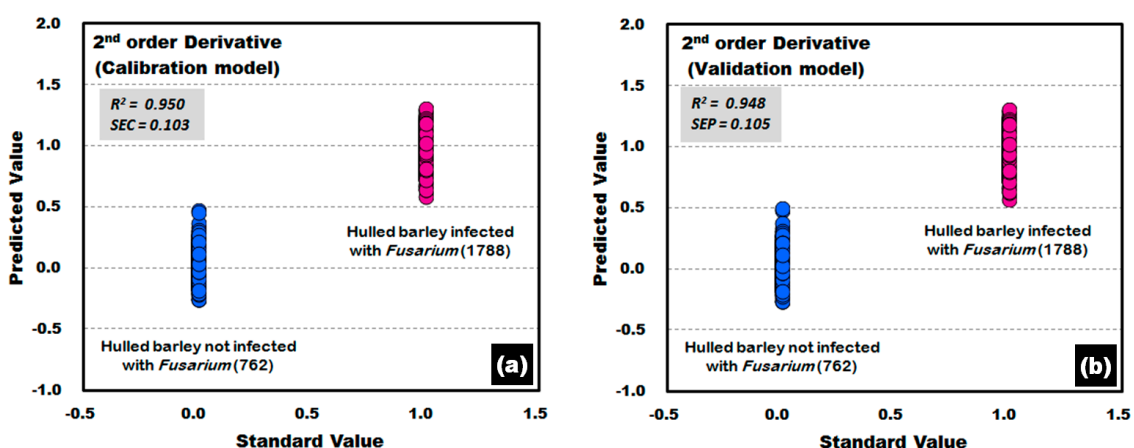 2.0
2nd order Derivative
(Calibration model)
1.5
R² = 0.950
SEC = 0.103
1.0
0.5
Hulled barley infected
with Fusarium (1788)
0.0
-0.5
Hulled barley not infected
with Fusarium (762)
(a)
-1.0
-0.5 0.0 0.5 1.0 1.5
Standard Value
Predicted Value
2.0
2nd order Derivative
(Validation model)
1.5
R² = 0.948
SEP = 0.105
1.0
0.5
Hulled barley infected
with Fusarium (1788)
0.0
-0.5
Hulled barley not infected
with Fusarium (762)
(b)
-1.0
-0.5 0.0 0.5 1.0 1.5
Standard Value
Predicted Value